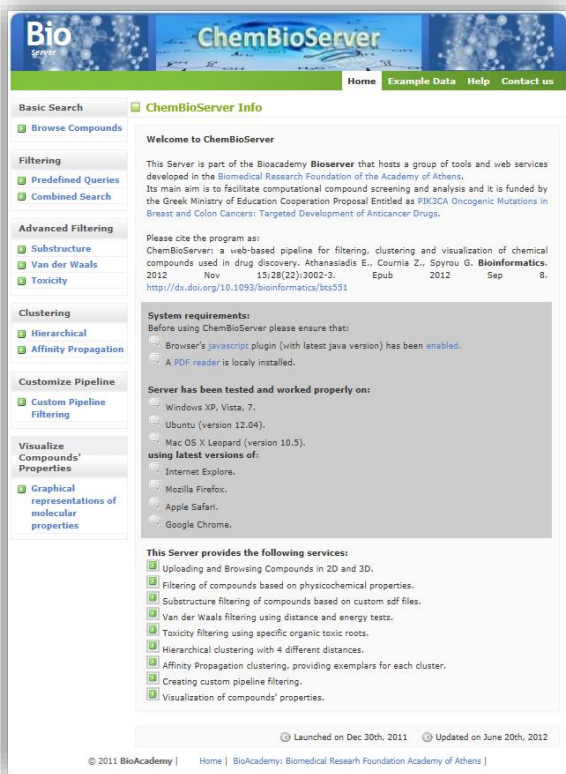 Bio
Server
ChemBioServer
Home Example Data Help Contact us
Basic Search
Browse Compounds
Filtering
Predefined Queries
Combined Search
Advanced Filtering
Substructure
Van der Waals
Toxicity
Clustering
Hierarchical
Affinity Propagation
Customize Pipeline
Custom Pipeline
Filtering
Visualize
Compounds'
Properties
Graphical
representations of
molecular
properties
ChemBioServer Info
Welcome to ChemBioServer
This Server is part of the Bioacademy Bioserver that hosts a group of tools and web services
developed in the Biomedical Research Foundation of the Academy of Athens.
Its main aim is to facilitate computational compound screening and analysis and it is funded by
the Greek Ministry of Education Cooperation Proposal Entitled as PIK3CA Oncogenic Mutations in
Breast and Colon Cancers: Targeted Development of Anticancer Drugs.
Please cite the program as:
ChemBioServer: a web-based pipeline for filtering, clustering and visualization of chemical
compounds used in drug discovery. Athanasiadis E., Cournia Z., Spyrou G. Bioinformatics.
2012 Nov 15;28(22):3002-3. Epub 2012 Sep 8.
http://dx.doi.org/10.1093/bioinformatics/bts551
System requirements:
Before using ChemBioServer please ensure that:
Browser's javascript plugin (with latest java version) has been enabled.
A PDF reader is localy installed.
Server has been tested and worked properly on:
Windows XP, Vista, 7.
Ubuntu (version 12.04).
Mac OS X Leopard (version 10.5).
using latest versions of:
Internet Explore.
Mozilla Firefox.
Apple Safari.
Google Chrome.
This Server provides the following services:
Uploading and Browsing Compounds in 2D and 3D.
Filtering of compounds based on physicochemical properties.
Substructure filtering of compounds based on custom sdf files.
Van der Waals filtering using distance and energy tests.
Toxicity filtering using specific organic toxic roots.
Hierarchical clustering with 4 different distances.
Affinity Propagation clustering, providing exemplars for each cluster.
Creating custom pipeline filtering.
Visualization of compounds' properties.
Launched on Dec 30th, 2011 Updated on June 20th, 2012
© 2011 BioAcademy | Home | BioAcademy: Biomedical Researh Foundation Academy of Athens |